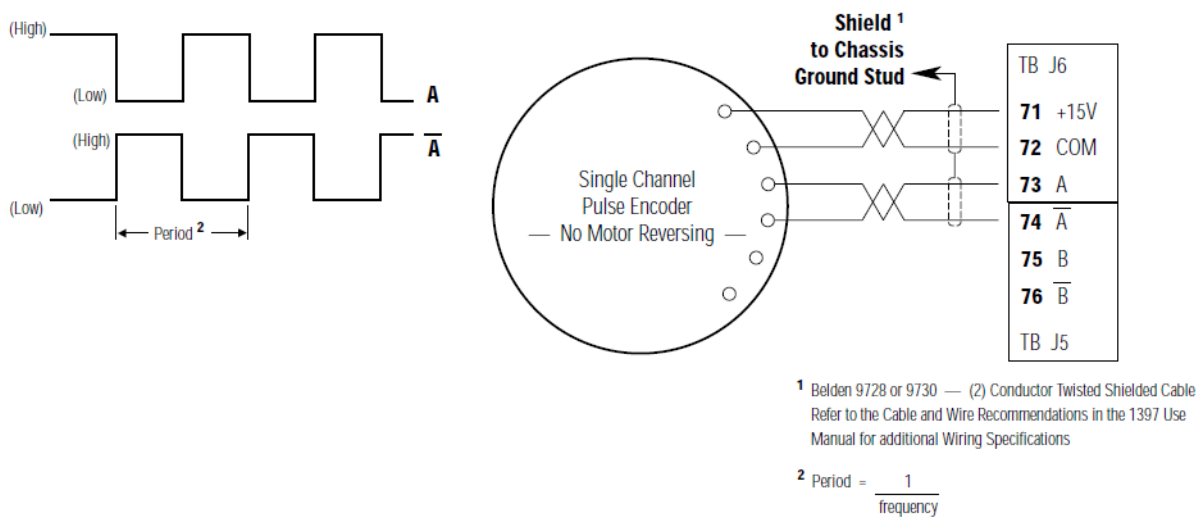 (High)
(Low)
A
(High)
A̅
(Low)
Period 2
Shield 1
to Chassis
Ground Stud
Single Channel
Pulse Encoder
— No Motor Reversing —
TB J6
71 +15V
72 COM
73 A
74 A̅
75 B
76 B̅
TB J5
1 Belden 9728 or 9730 — (2) Conductor Twisted Shielded Cable
Refer to the Cable and Wire Recommendations in the 1397 Use
Manual for additional Wiring Specifications
2 Period = 1
frequency